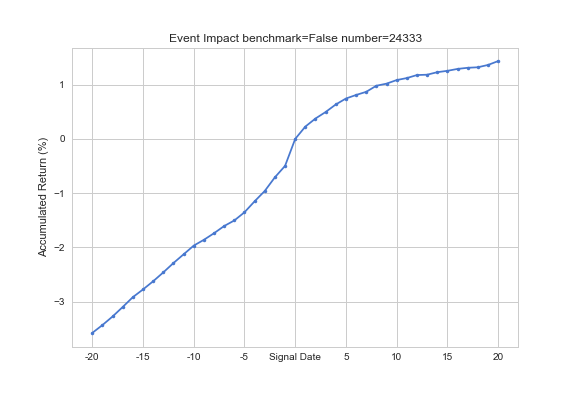 Event Impact benchmark=False number=24333
Accumulated Return (%)
1
0
−1
−2
−3
-20 -15 -10 -5 Signal Date 5 10 15 20